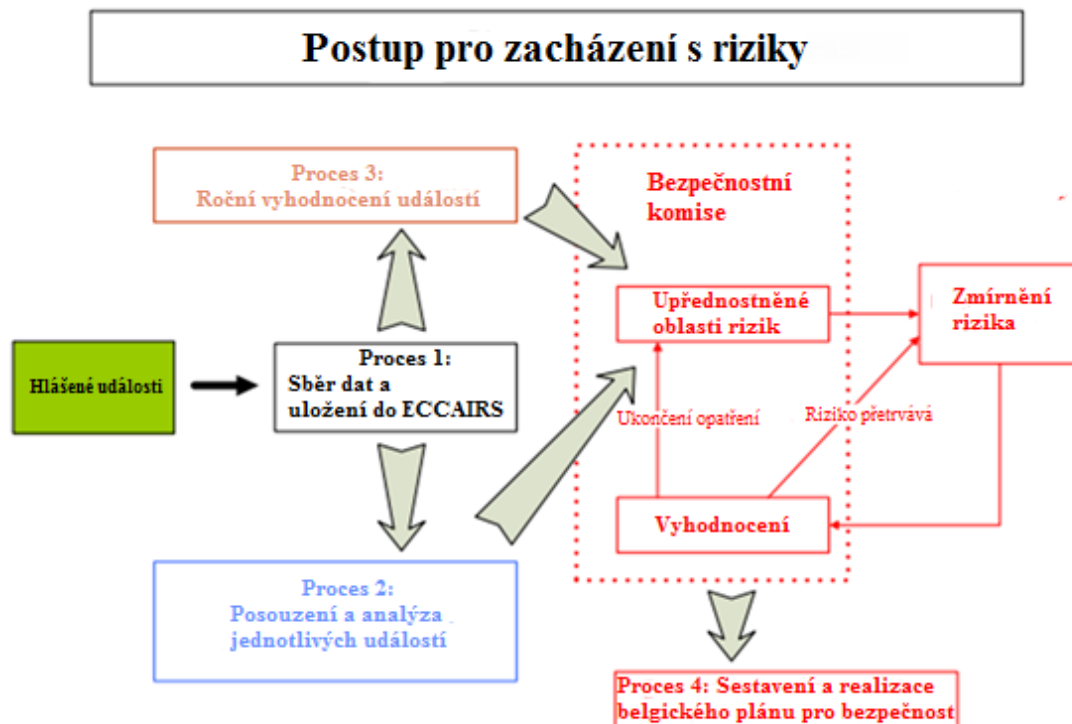 Postup pro zacházení s riziky
Proces 3:
Roční vyhodnocení událostí
Bezpečnostní
komise
Upřednostněné
oblasti rizik
Zmírnění
rizika
Hlášené události
Proces 1:
Sběr dat a
uložení do ECCAIRS
Ukončení opatření
Riziko přetrvává
Vyhodnocení
Proces 2:
Posouzení a analýza
jednotlivých událostí
Proces 4: Sestavení a realizace
belgického plánu pro bezpečnost